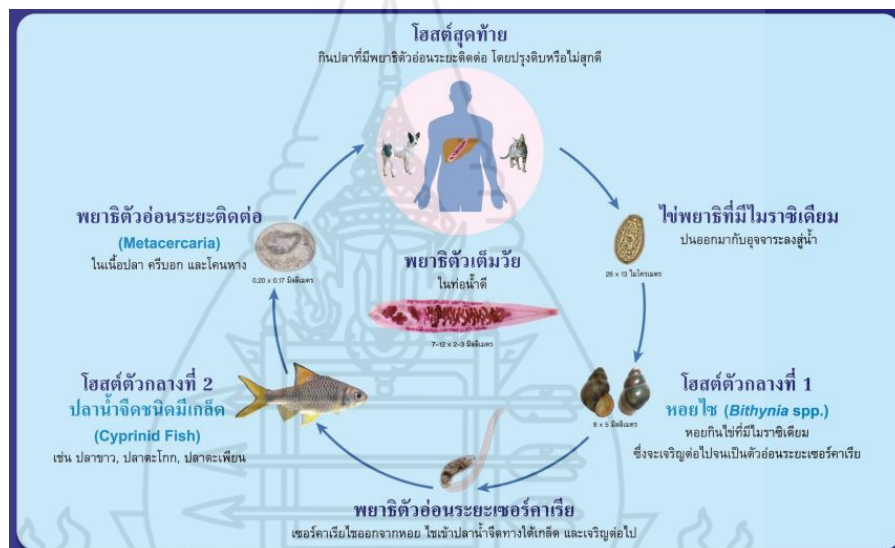 โฮสต์สุดท้าย
กินปลาที่มีพยาธิตัวอ่อนระยะติดต่อ โดยปรุงดิบหรือไม่สุกดี
ไข่พยาธิที่มีไมราซิเดียม
ปนออกมากับอุจจาระลงสู่น้ำ
26 x 13 ไมโครเมตร
โฮสต์ตัวกลางที่ 1
หอยไซ (Bithynia spp.)
หอยกินไข่ที่มีไมราซิเดียม
ซึ่งจะเจริญต่อไปจนเป็นตัวอ่อนระยะเซอร์คาเรีย
8 x 5 มิลลิเมตร
พยาธิตัวอ่อนระยะเซอร์คาเรีย
เซอร์คาเรียไชออกจากหอย ไชเข้าปลาน้ำจืดทางใต้เกล็ด และเจริญต่อไป
โฮสต์ตัวกลางที่ 2
ปลาน้ำจืดชนิดมีเกล็ด
(Cyprinid Fish)
เช่น ปลาขาว, ปลาตะโกก, ปลาตะเพียน
พยาธิตัวอ่อนระยะติดต่อ
(Metacercaria)
ในเนื้อปลา ครีบอก และโคนหาง
0.20 x 0.17 มิลลิเมตร
พยาธิตัวเต็มวัย
ในท่อน้ำดี
7-12 x 2-3 มิลลิเมตร